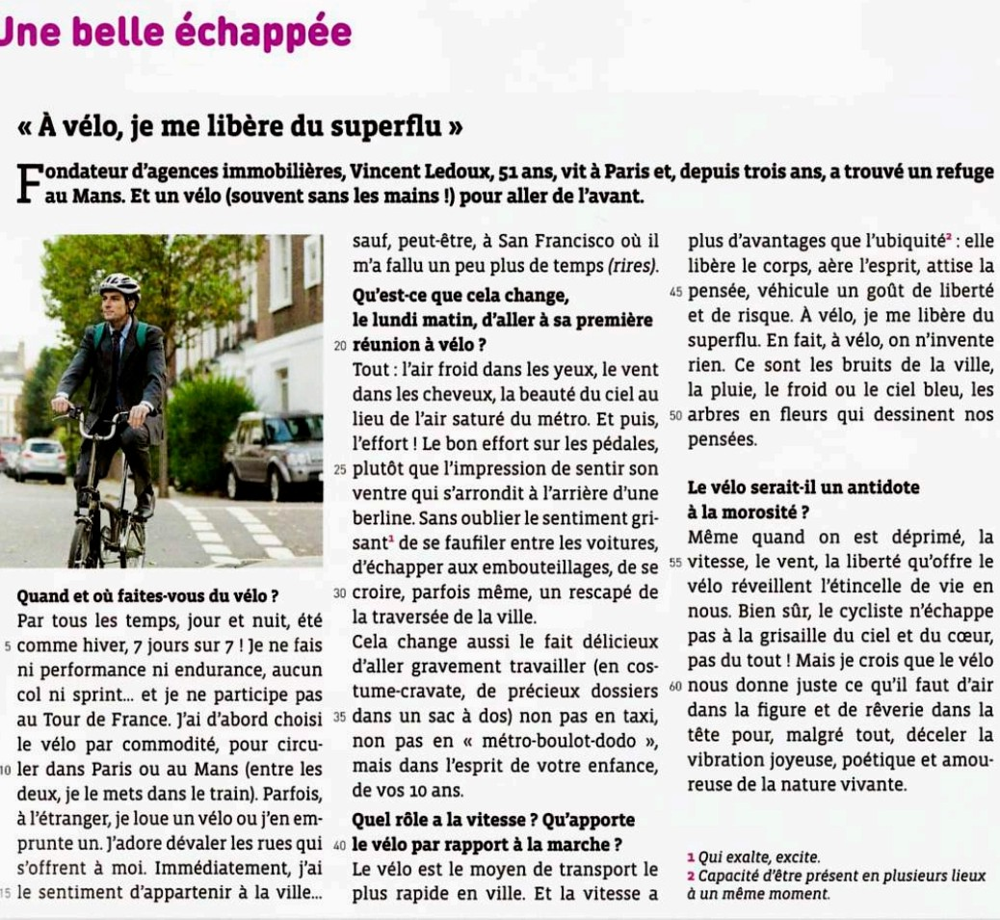 Une belle échappée
« À vélo, je me libère du superflu »
Fondateur d'agences immobilières, Vincent Ledoux, 51 ans, vit à Paris et, depuis trois ans, a trouvé un refuge
au Mans. Et un vélo (souvent sans les mains !) pour aller de l'avant.
Quand et où faites-vous du vélo ?
Par tous les temps, jour et nuit, été
5 comme hiver, 7 jours sur 7 ! Je ne fais
ni performance ni endurance, aucun
col ni sprint... et je ne participe pas
au Tour de France. J'ai d'abord choisi
le vélo par commodité, pour circu-
10 ler dans Paris ou au Mans (entre les
deux, je le mets dans le train). Parfois,
à l'étranger, je loue un vélo ou j'en em-
prunte un. J'adore dévaler les rues qui
s'offrent à moi. Immédiatement, j'ai
15 le sentiment d'appartenir à la ville...
sauf, peut-être, à San Francisco où il
m'a fallu un peu plus de temps (rires).
Qu'est-ce que cela change,
le lundi matin, d'aller à sa première
20 réunion à vélo ?
Tout : l'air froid dans les yeux, le vent
dans les cheveux, la beauté du ciel au
lieu de l'air saturé du métro. Et puis,
l'effort ! Le bon effort sur les pédales,
25 plutôt que l'impression de sentir son
ventre qui s'arrondit à l'arrière d'une
berline. Sans oublier le sentiment gri-
sant¹ de se faufiler entre les voitures,
d'échapper aux embouteillages, de se
30 croire, parfois même, un rescapé de
la traversée de la ville.
Cela change aussi le fait délicieux
d'aller gravement travailler (en cos-
tume-cravate, de précieux dossiers
35 dans un sac à dos) non pas en taxi,
non pas en « métro-boulot-dodo »,
mais dans l'esprit de votre enfance,
de vos 10 ans.
Quel rôle a la vitesse ? Qu'apporte
40 le vélo par rapport à la marche ?
Le vélo est le moyen de transport le
plus rapide en ville. Et la vitesse a
plus d'avantages que l'ubiquité² : elle
libère le corps, aère l'esprit, attise la
45 pensée, véhicule un goût de liberté
et de risque. À vélo, je me libère du
superflu. En fait, à vélo, on n'invente
rien. Ce sont les bruits de la ville,
la pluie, le froid ou le ciel bleu, les
50 arbres en fleurs qui dessinent nos
pensées.
Le vélo serait-il un antidote
à la morosité ?
Même quand on est déprimé, la
55 vitesse, le vent, la liberté qu'offre le
vélo réveillent l'étincelle de vie en
nous. Bien sûr, le cycliste n'échappe
pas à la grisaille du ciel et du cœur,
pas du tout ! Mais je crois que le vélo
60 nous donne juste ce qu'il faut d'air
dans la figure et de rêverie dans la
tête pour, malgré tout, déceler la
vibration joyeuse, poétique et amou-
reuse de la nature vivante.
1 Qui exalte, excite.
2 Capacité d'être présent en plusieurs lieux
à un même moment.